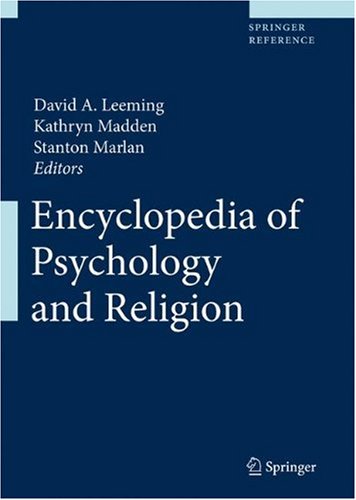 SPRINGER
REFERENCE
David A. Leeming
Kathryn Madden
Stanton Marlan
Editors
Encyclopedia of
Psychology
and Religion
Springer